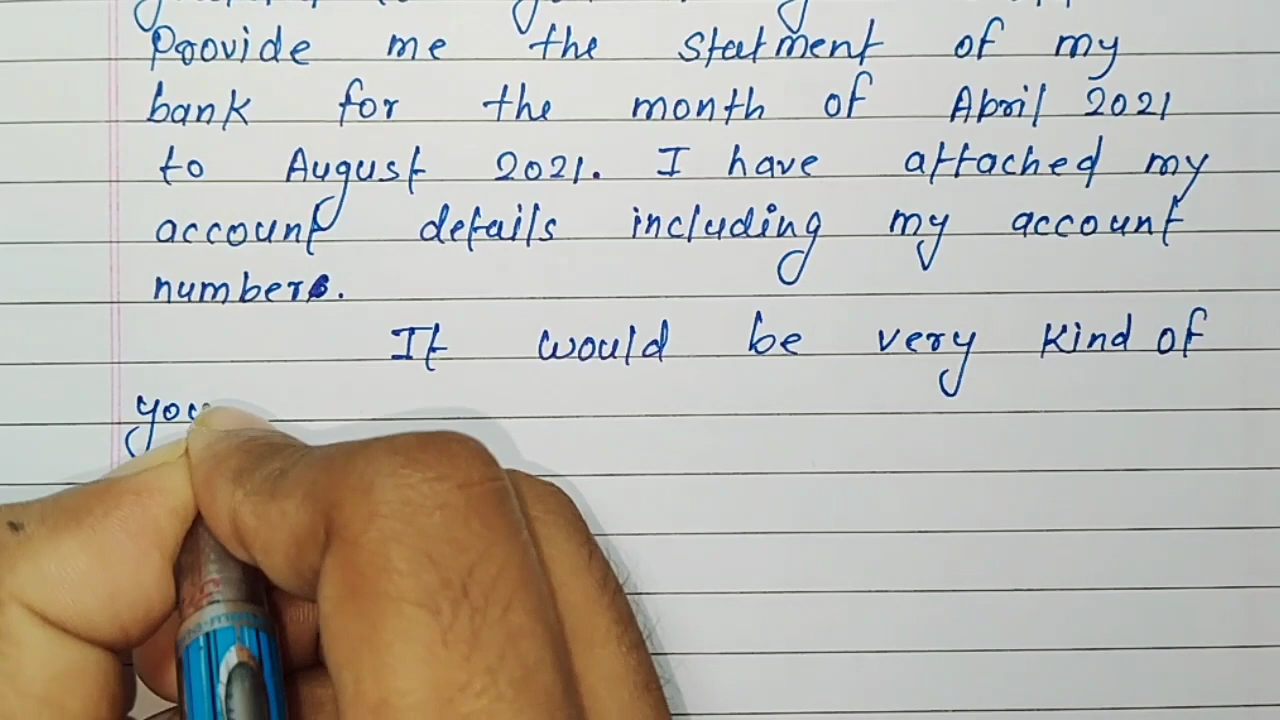 Provide me the Statment of my
bank for the month of April 2021
to August 2021. I have attached my
account details including my account
numbers.
It would be very kind of
you